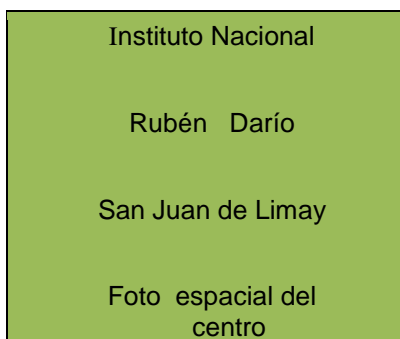 Instituto Nacional
Rubén Darío
San Juan de Limay
Foto espacial del
centro